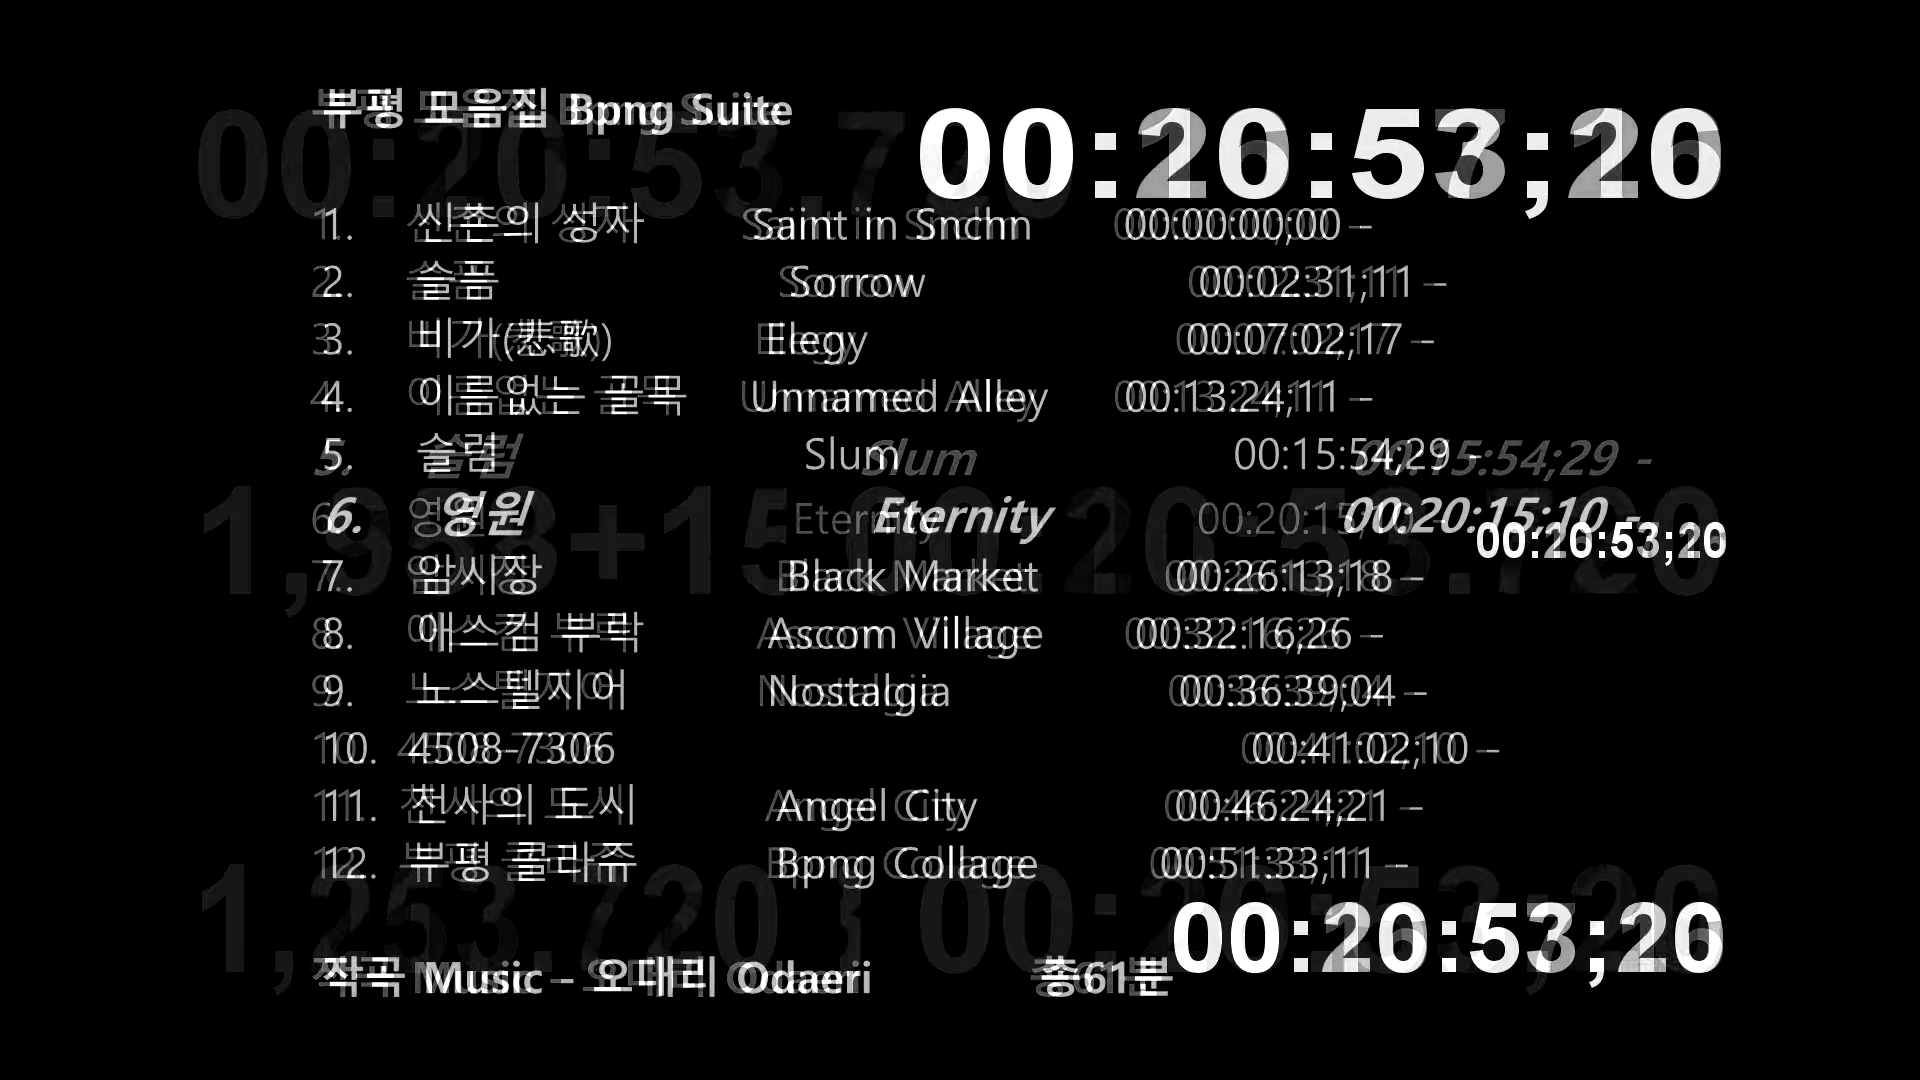 부평 모음집 Bpng Suite
00:20:53;20
1. 신촌의 성자 Saint in Snchn 00:00:00;00 –
2. 슬픔 Sorrow 00:02:31;11 –
3. 비가(悲歌) Elegy 00:07:02;17 –
4. 이름없는 골목 Unnamed Alley 00:13:24;11 –
5. 슬럼 Slum 00:15:54;29 –
6. 영원 Eternity 00:20:15;10 –
00:20:53;20
7. 암시장 Black Market 00:26:13;18 –
8. 애스컴 부락 Ascom Village 00:32:16;26 –
9. 노스텔지어 Nostalgia 00:36:39;04 –
10. 4508-7306 00:41:02;10 –
11. 천사의 도시 Angel City 00:46:24;21 –
12. 부평 콜라쥬 Bpng Collage 00:51:33;11 –
00:20:53;20
작곡 Music – 오대리 Odaeri 총61분